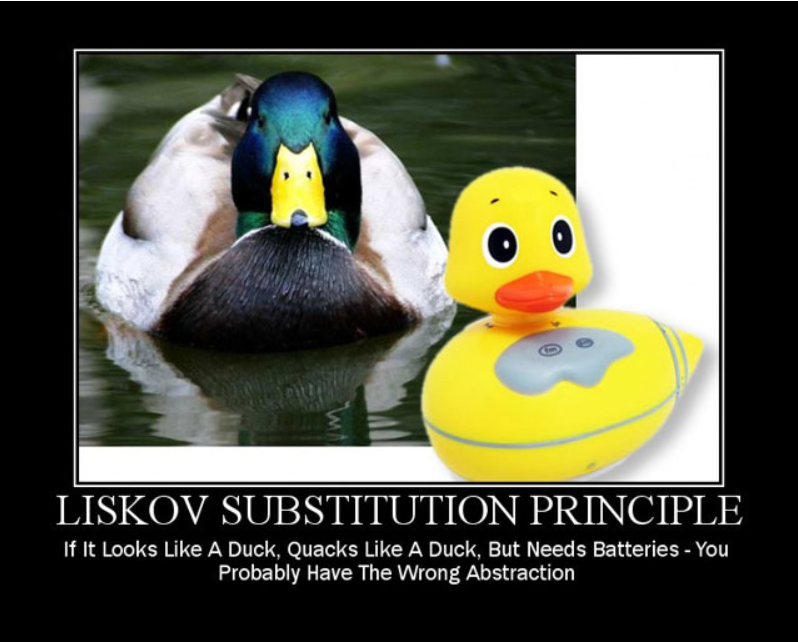 LISKOV SUBSTITUTION PRINCIPLE
If It Looks Like A Duck, Quacks Like A Duck, But Needs Batteries - You
Probably Have The Wrong Abstraction